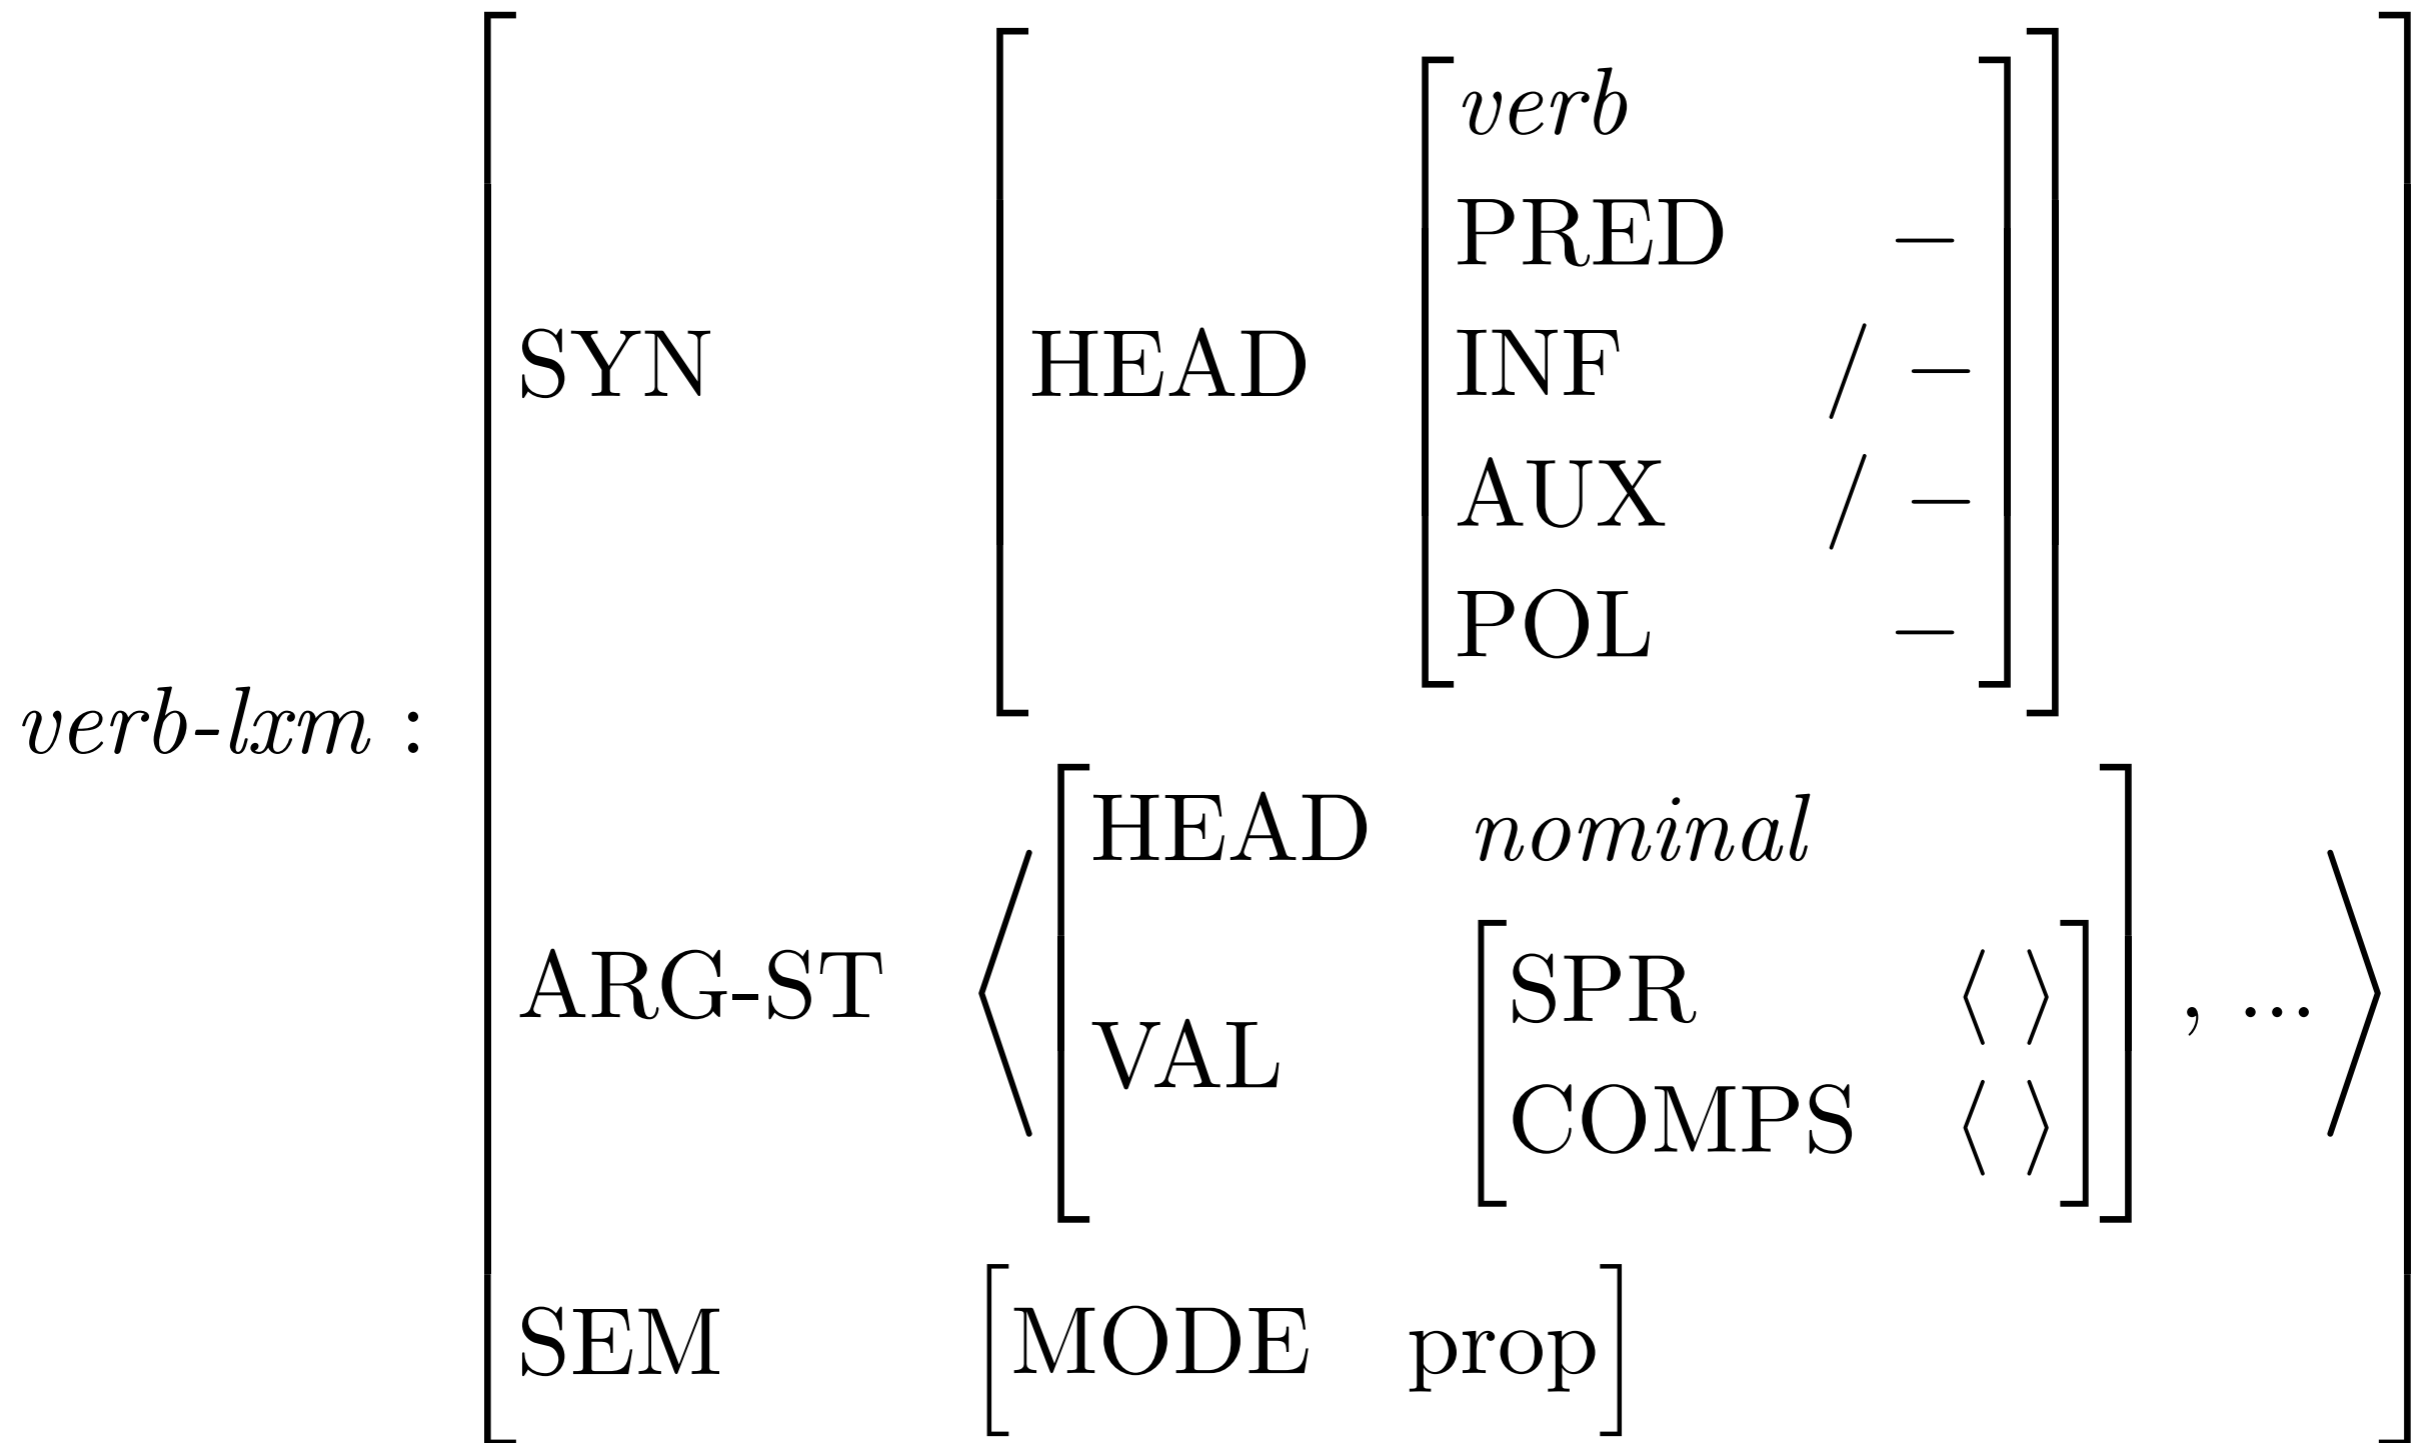 verb
PRED –
SYN HEAD INF / –
AUX / –
POL –
verb-lxm :
HEAD nominal
ARG-ST ⟨ SPR ⟨ ⟩ , ... ⟩
VAL
COMPS ⟨ ⟩
SEM [MODE prop]